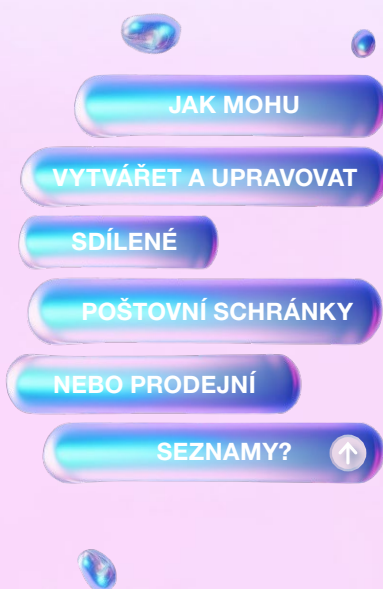 JAK MOHU
VYTVÁŘET A UPRAVOVAT
SDÍLENÉ
POŠTOVNÍ SCHRÁNKY
NEBO PRODEJNÍ
SEZNAMY?